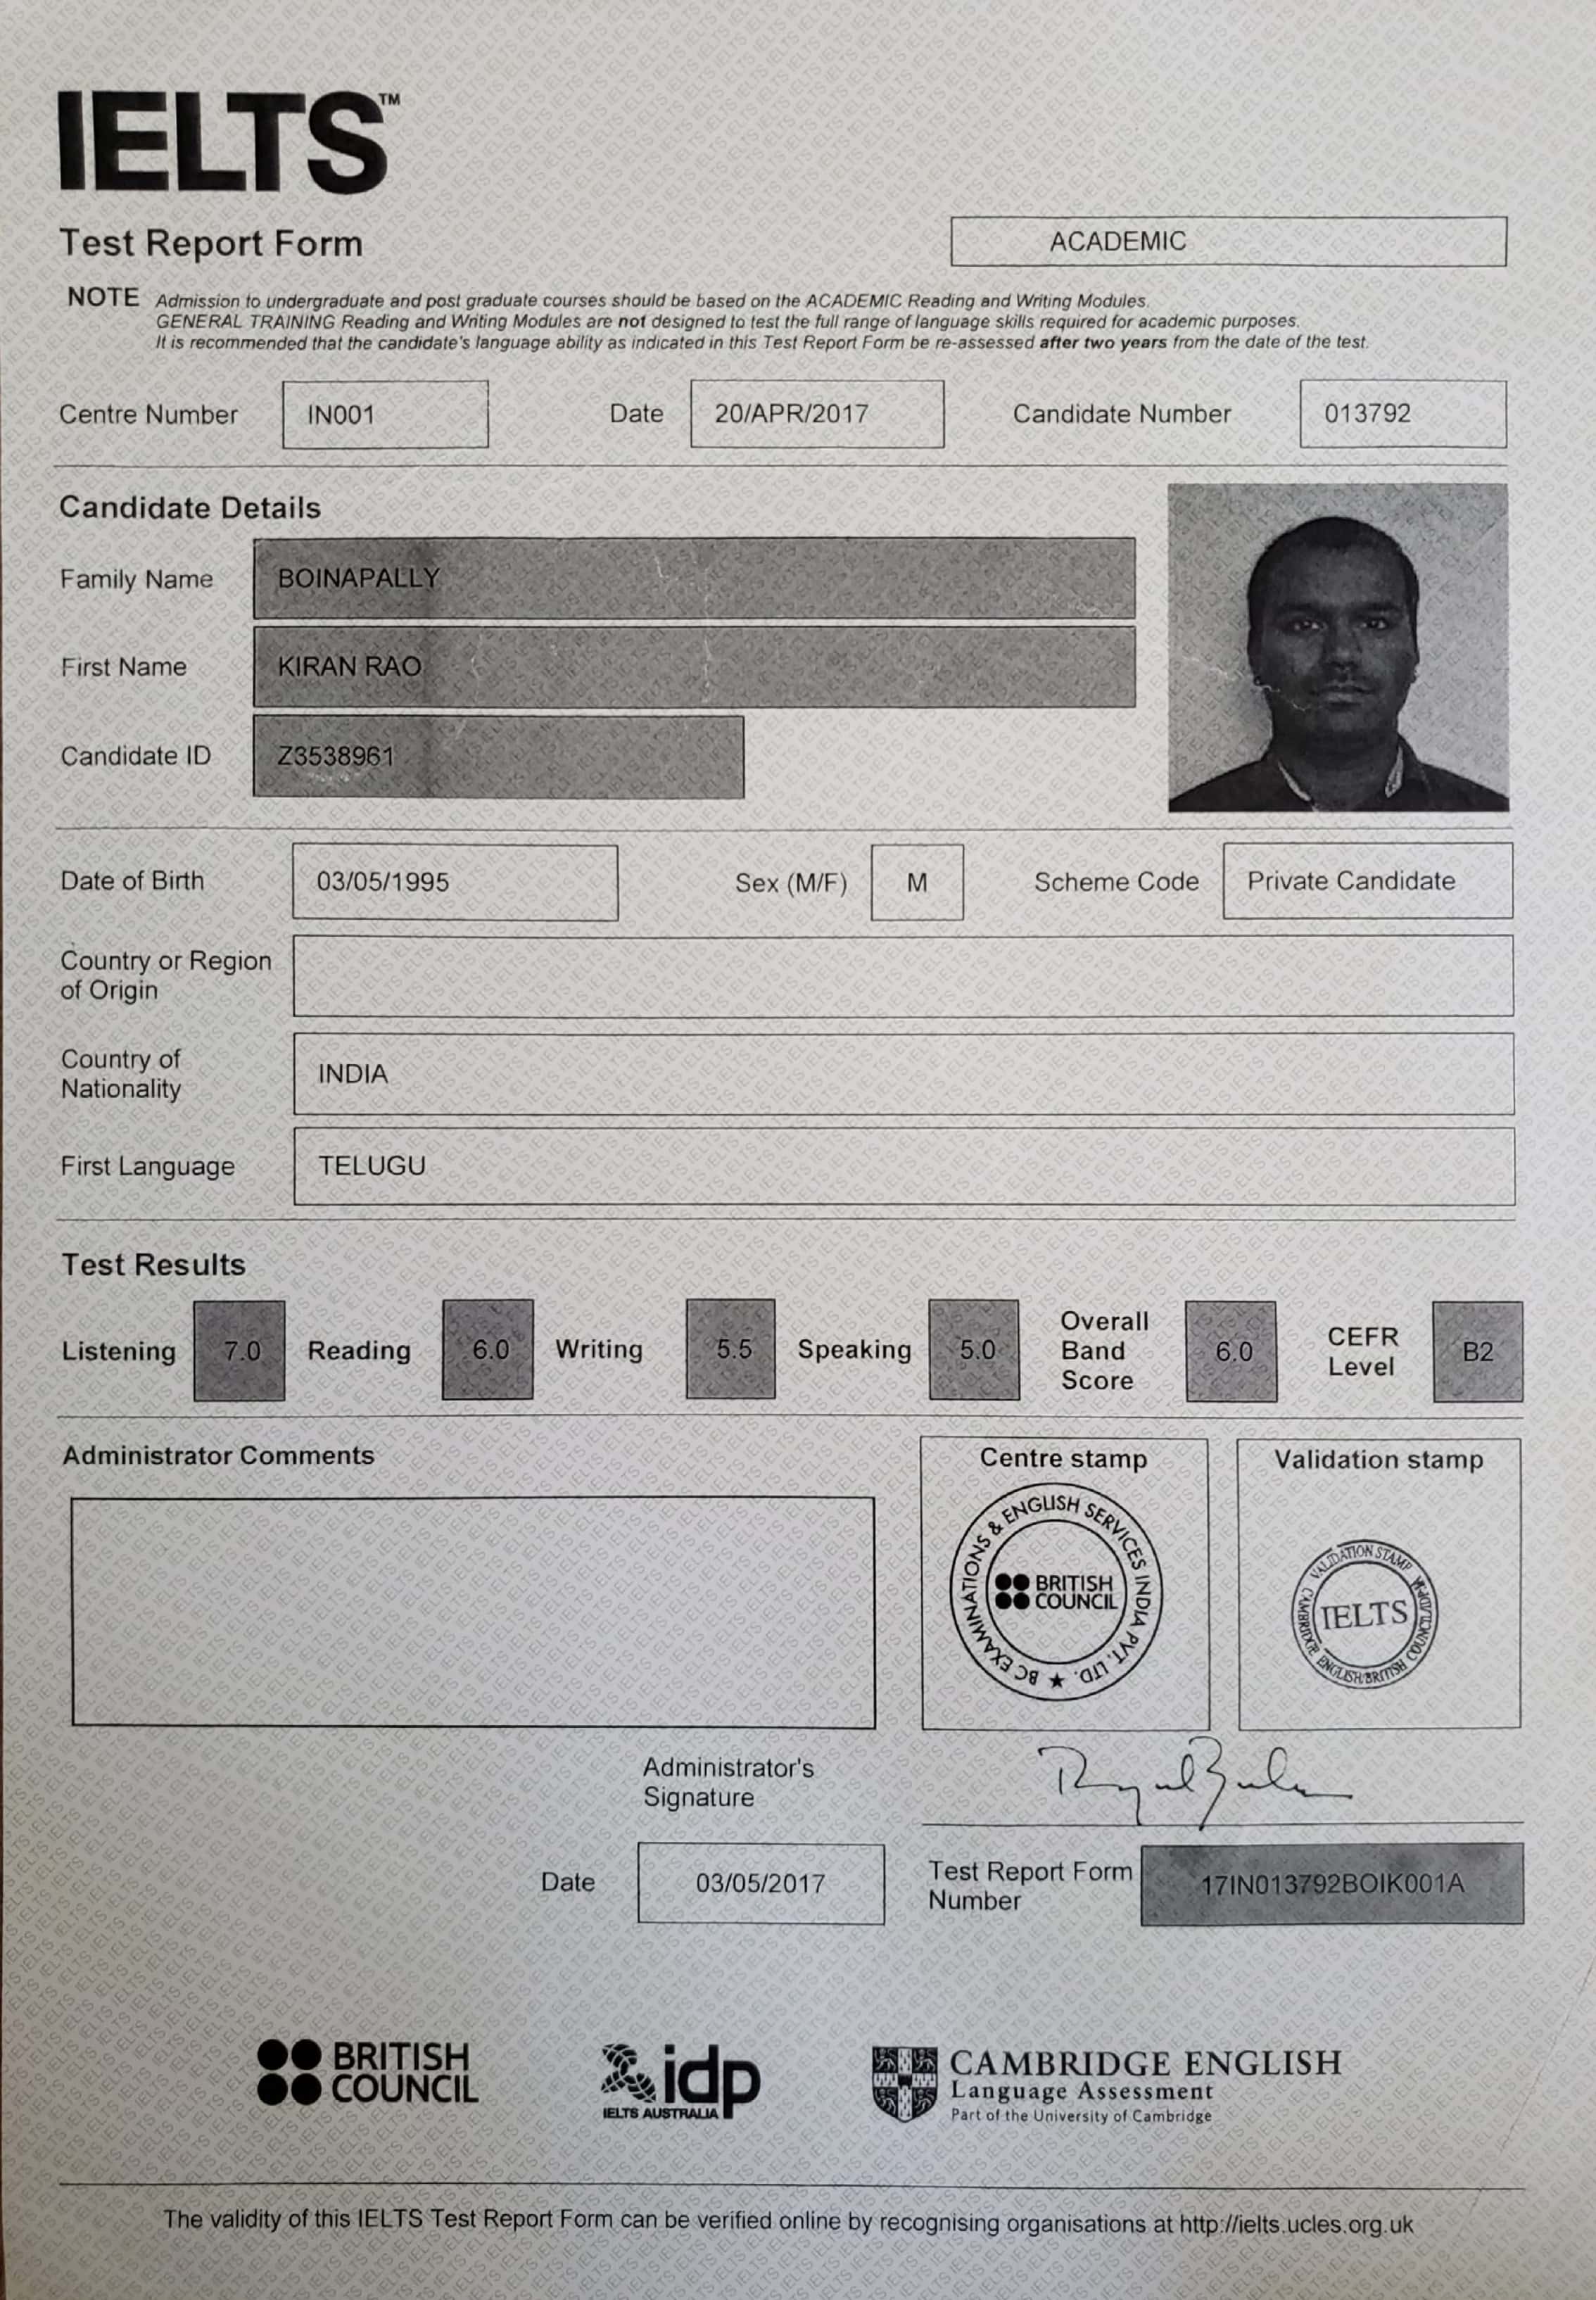 IELTS™
Test Report Form
ACADEMIC
NOTE Admission to undergraduate and post graduate courses should be based on the ACADEMIC Reading and Writing Modules.
GENERAL TRAINING Reading and Writing Modules are not designed to test the full range of language skills required for academic purposes.
It is recommended that the candidate's language ability as indicated in this Test Report Form be re-assessed after two years from the date of the test.
Centre Number IN001 Date 20/APR/2017 Candidate Number 013792
Candidate Details
Family Name BOINAPALLY
First Name KIRAN RAO
Candidate ID Z3538961
Date of Birth 03/05/1995 Sex (M/F) M Scheme Code Private Candidate
Country or Region
of Origin
Country of
Nationality INDIA
First Language TELUGU
Test Results
Listening 7.0 Reading 6.0 Writing 5.5 Speaking 5.0 Overall Band Score 6.0 CEFR Level B2
Administrator Comments
Centre stamp
BC EXAMINATIONS & ENGLISH SERVICES INDIA PVT. LTD. ★
BRITISH
COUNCIL
Validation stamp
VALIDATION STAMP
CAMBRIDGE ENGLISH/BRITISH COUNCIL/IDP:IA
IELTS
Administrator's
Signature
Date 03/05/2017
Test Report Form
Number 17IN013792BOIK001A
BRITISH
COUNCIL
idp
IELTS AUSTRALIA
CAMBRIDGE ENGLISH
Language Assessment
Part of the University of Cambridge
The validity of this IELTS Test Report Form can be verified online by recognising organisations at http://ielts.ucles.org.uk